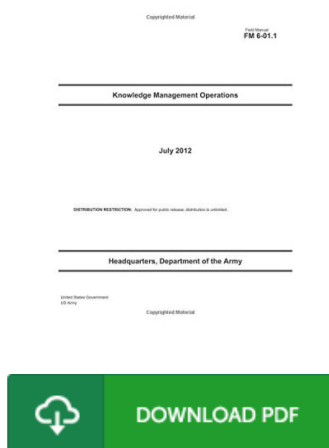 Copyrighted Material
Field Manual
FM 6-01.1
Knowledge Management Operations
July 2012
DISTRIBUTION RESTRICTION: Approved for public release; distribution is unlimited.
Headquarters, Department of the Army
United States Government
US Army
Copyrighted Material
DOWNLOAD PDF